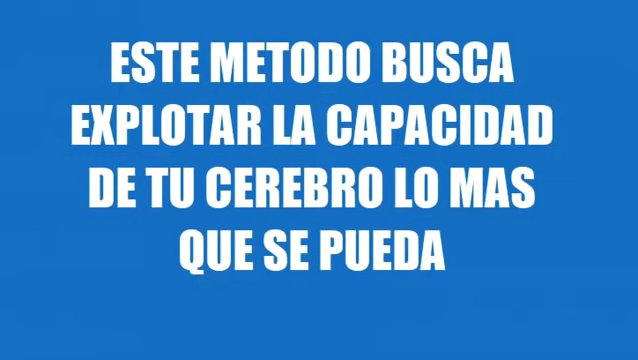 ESTE METODO BUSCA
EXPLOTAR LA CAPACIDAD
DE TU CEREBRO LO MAS
QUE SE PUEDA